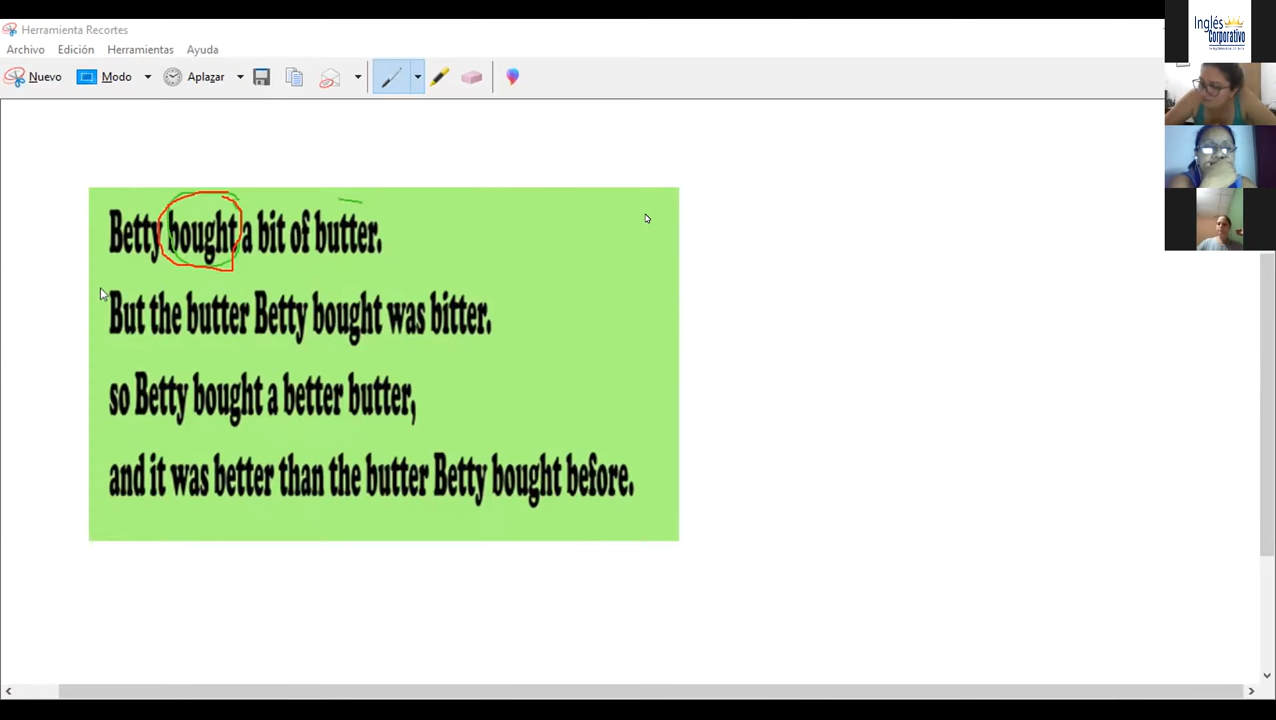 Herramienta Recortes
Archivo Edición Herramientas Ayuda
Nuevo Modo Aplazar
Inglés
Corporativo
Betty bought a bit of butter.
But the butter Betty bought was bitter.
so Betty bought a better butter,
and it was better than the butter Betty bought before.